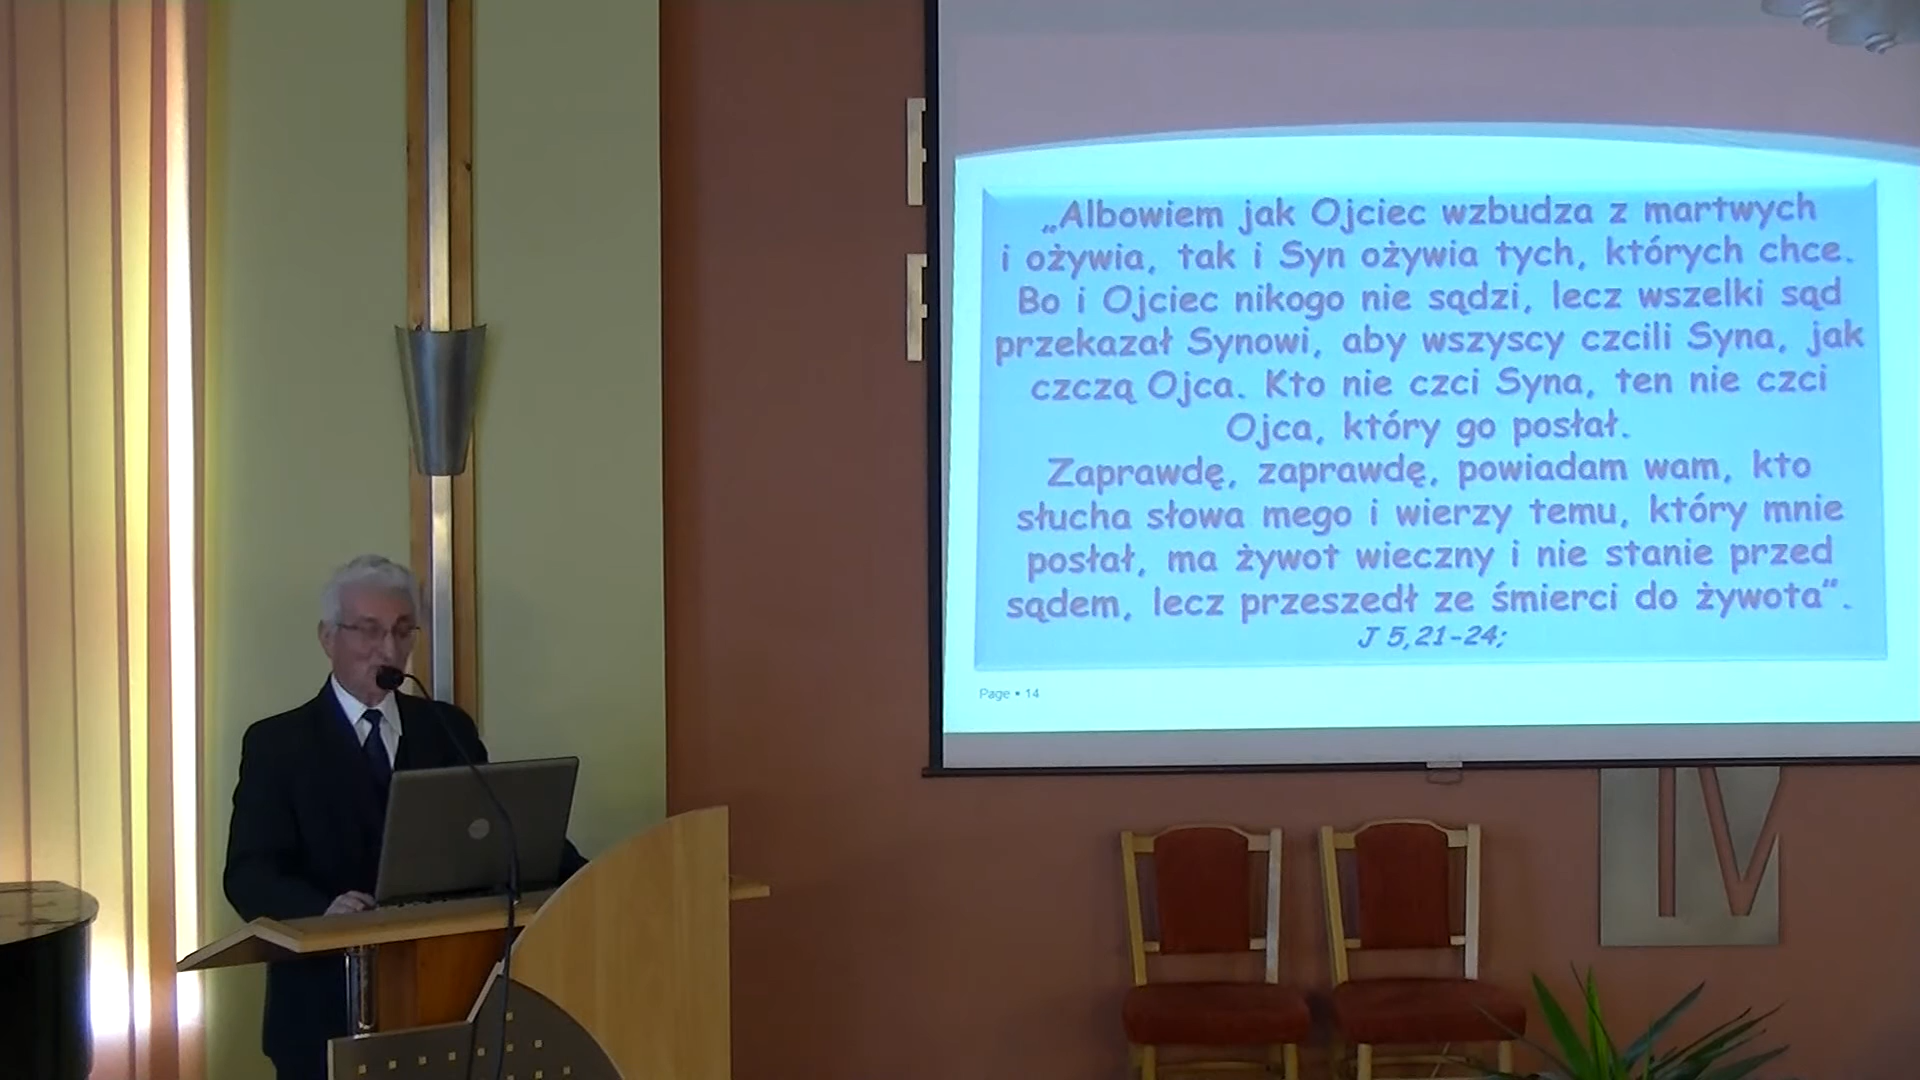 „Albowiem jak Ojciec wzbudza z martwych
i ożywia, tak i Syn ożywia tych, których chce.
Bo i Ojciec nikogo nie sądzi, lecz wszelki sąd
przekazał Synowi, aby wszyscy czcili Syna, jak
czczą Ojca. Kto nie czci Syna, ten nie czci
Ojca, który go posłał.
Zaprawdę, zaprawdę, powiadam wam, kto
słucha słowa mego i wierzy temu, który mnie
posłał, ma żywot wieczny i nie stanie przed
sądem, lecz przeszedł ze śmierci do żywota”.
J 5,21-24;
Page ▪ 14